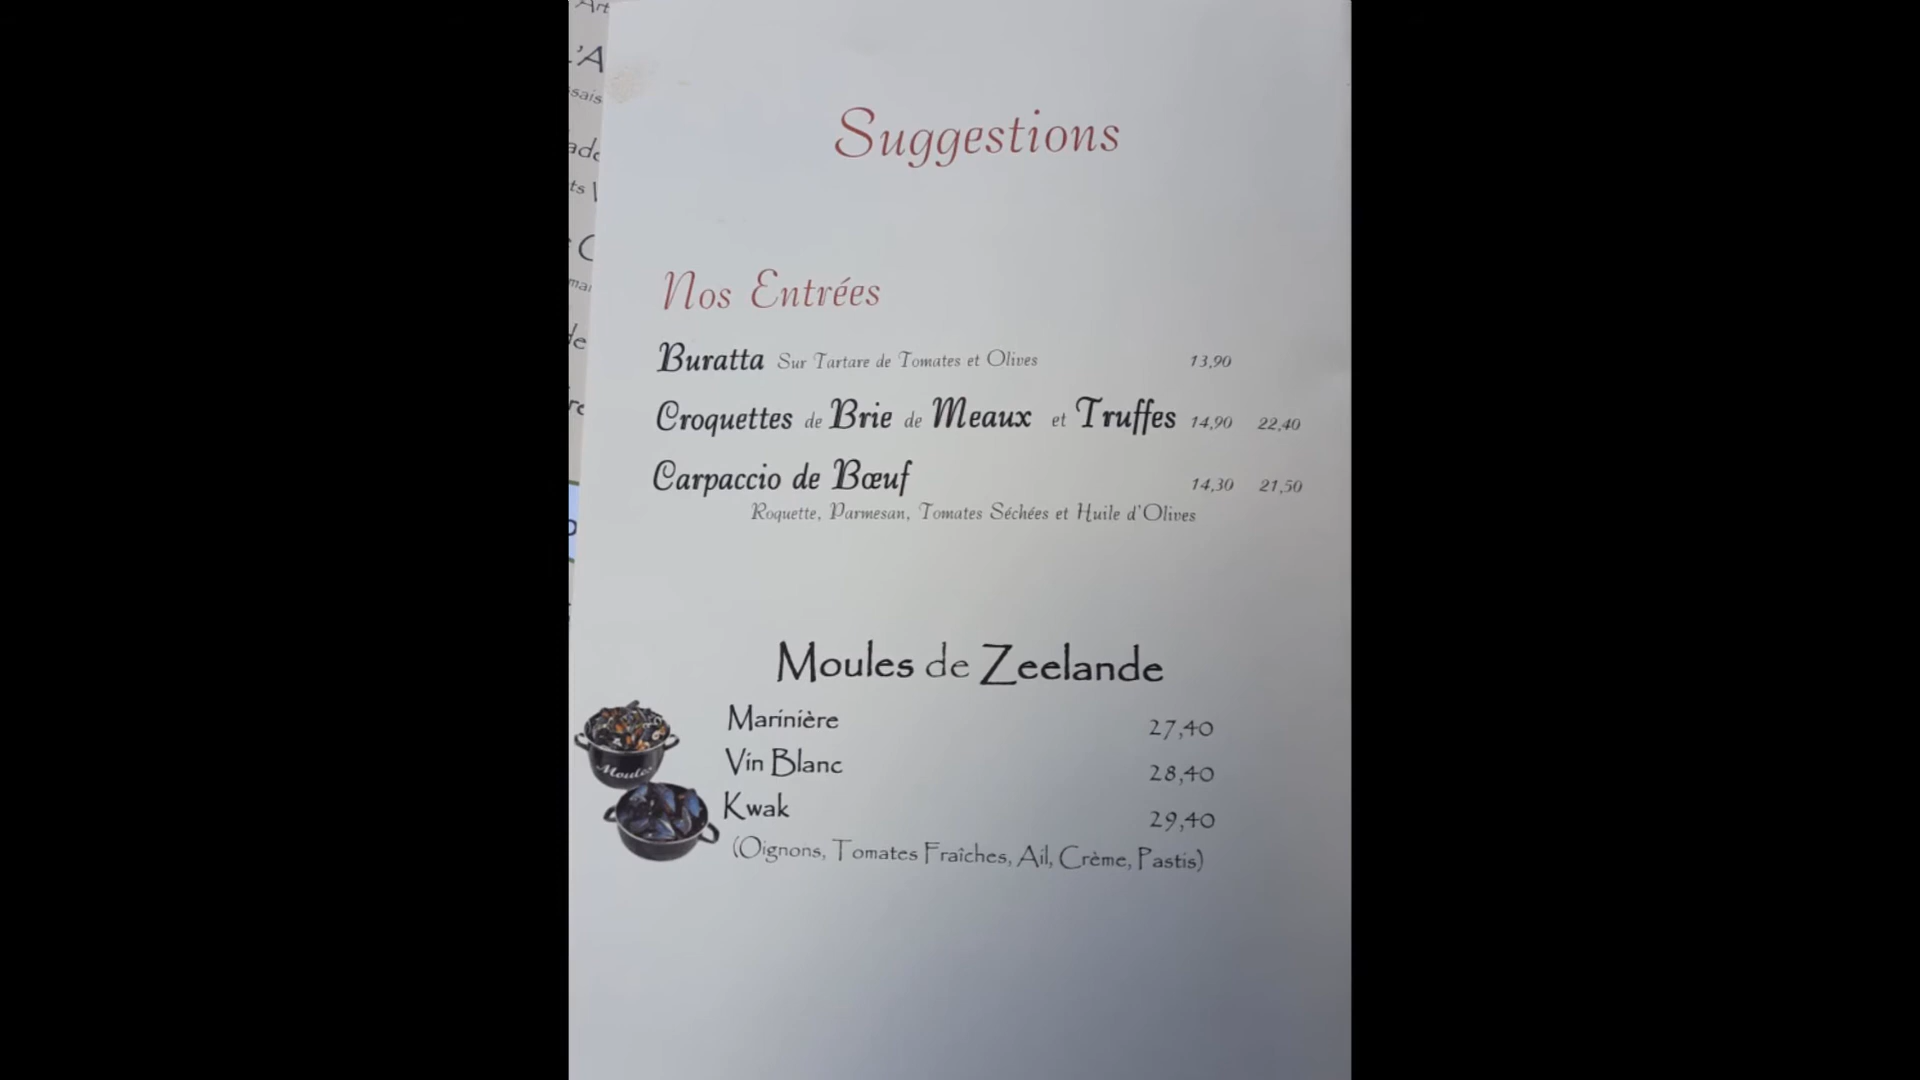 Suggestions
Nos Entrées
Buratta Sur Tartare de Tomates et Olives 13,90
Croquettes de Brie de Meaux et Truffes 14,90 22,40
Carpaccio de Bœuf 14,30 21,50
Roquette, Parmesan, Tomates Séchées et Huile d'Olives
Moules de Zeelande
Marinière 27,40
Vin Blanc 28,40
Kwak 29,40
(Oignons, Tomates Fraîches, Ail, Crème, Pastis)
Moules